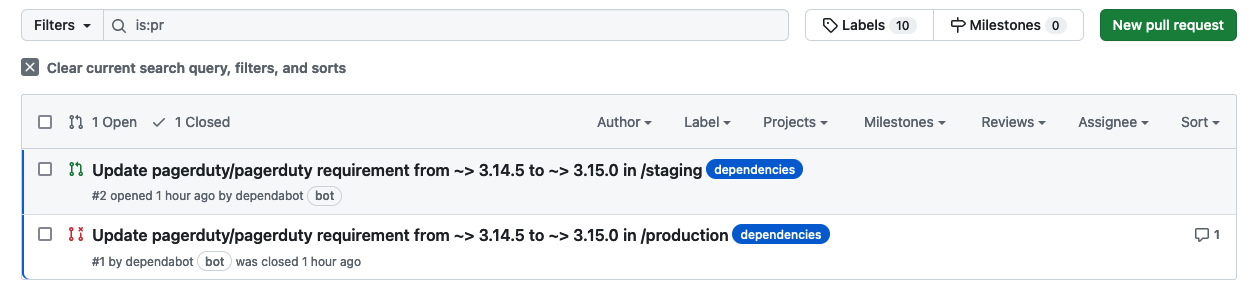 Filters is:pr Labels 10 Milestones 0 New pull request
Clear current search query, filters, and sorts
1 Open 1 Closed Author Label Projects Milestones Reviews Assignee Sort
Update pagerduty/pagerduty requirement from ~> 3.14.5 to ~> 3.15.0 in /staging dependencies
#2 opened 1 hour ago by dependabot bot
Update pagerduty/pagerduty requirement from ~> 3.14.5 to ~> 3.15.0 in /production dependencies 1
#1 by dependabot bot was closed 1 hour ago